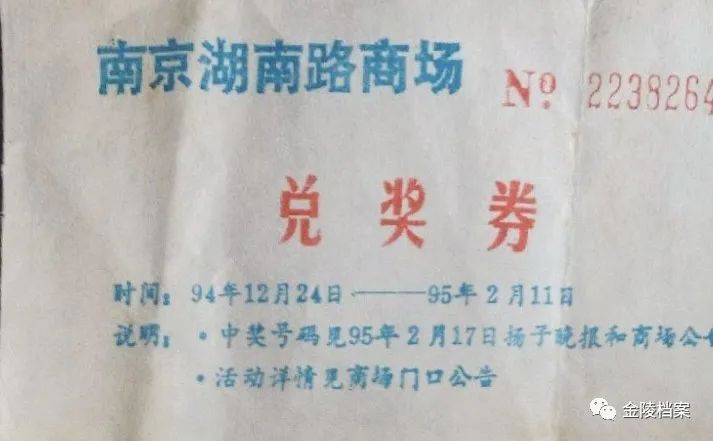 南京湖南路商场 Nº 2238264
兑奖券
时间：94年12月24日——95年2月11日
说明：·中奖号码见95年2月17日扬子晚报和商场公
·活动详情见商场门口公告
金陵档案